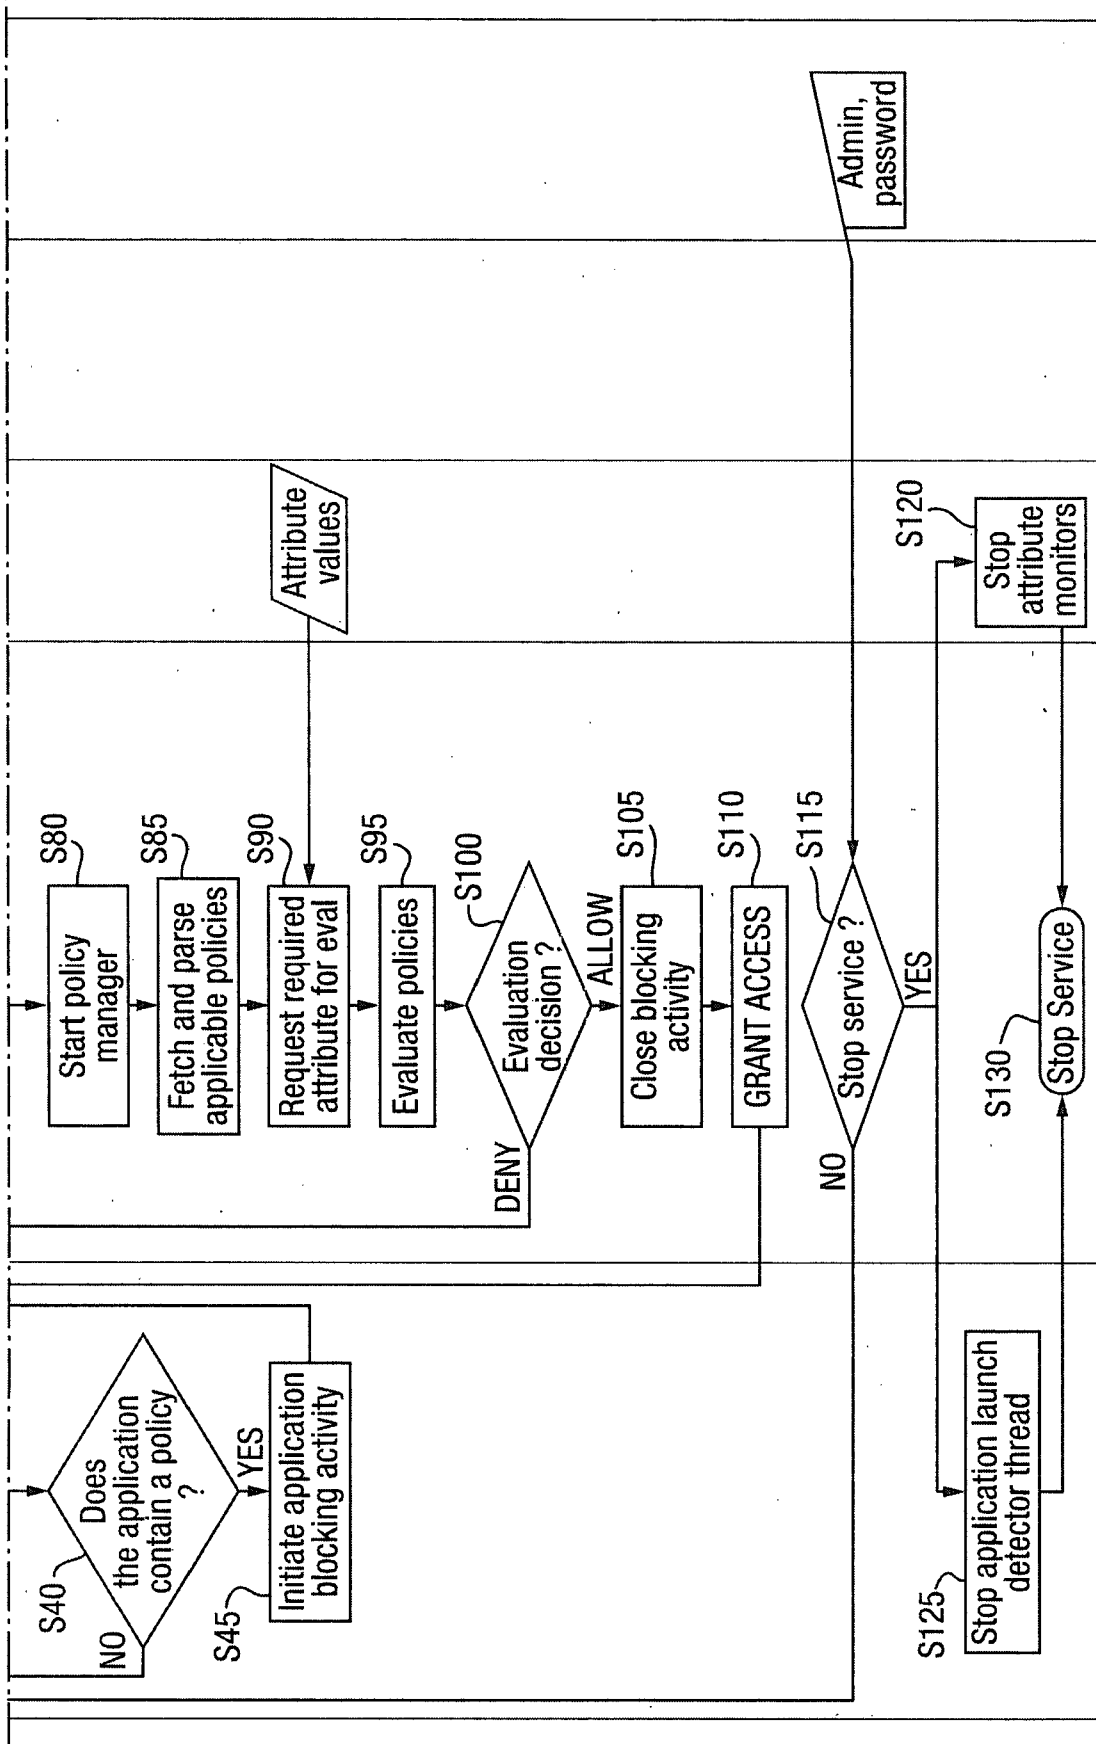 S40
Does
the application
contain a policy
?
NO
YES
S45
Initiate application
blocking activity
S80
Start policy
manager
S85
Fetch and parse
applicable policies
S90
Request required
attribute for eval
Attribute
values
S95
Evaluate policies
S100
Evaluation
decision ?
DENY
ALLOW
S105
Close blocking
activity
S110
GRANT ACCESS
S115
Stop service ?
NO
YES
Admin,
password
S120
Stop
attribute
monitors
S125
Stop application launch
detector thread
S130
Stop Service